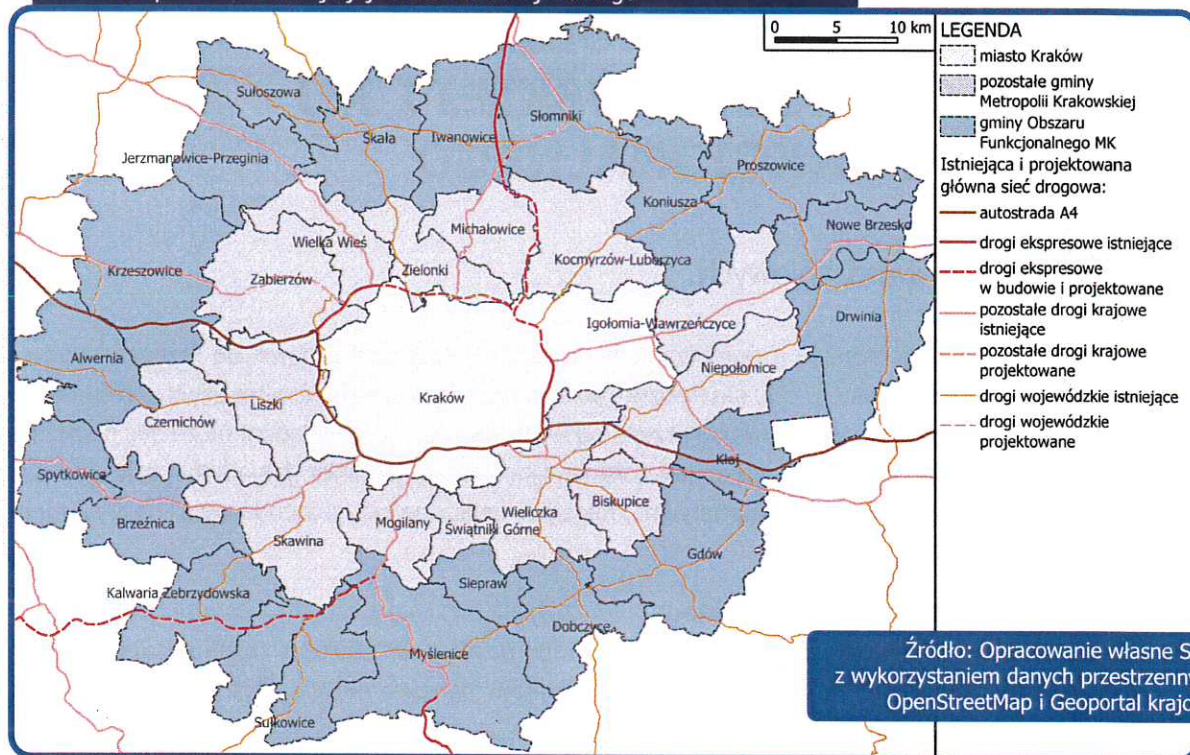 0 5 10 km
LEGENDA
miasto Kraków
pozostałe gminy
Metropolii Krakowskiej
gminy Obszaru
Funkcjonalnego MK
Istniejąca i projektowana
główna sieć drogowa:
autostrada A4
drogi ekspresowe istniejące
drogi ekspresowe
w budowie i projektowane
pozostałe drogi krajowe
istniejące
pozostałe drogi krajowe
projektowane
drogi wojewódzkie istniejące
drogi wojewódzkie
projektowane
Sułoszowa
Skała
Iwanowice
Słomniki
Jerzmanowice-Przeginia
Proszowice
Koniusza
Nowe Brzesko
Michałowice
Wielka Wieś
Zielonki
Kocmyrzów-Luborzyca
Krzeszowice
Zabierzów
Igołomia-Wawrzeńczyce
Drwinia
Alwernia
Niepołomice
Kraków
Liszki
Czernichów
Spytkowice
Kłaj
Brzeźnica
Skawina
Mogilany
Świątniki Górne
Wieliczka
Biskupice
Gdów
Siepraw
Kalwaria Zebrzydowska
Dobczyce
Myślenice
Sułkowice
Źródło: Opracowanie własne S
z wykorzystaniem danych przestrzenny
OpenStreetMap i Geoportal krajo